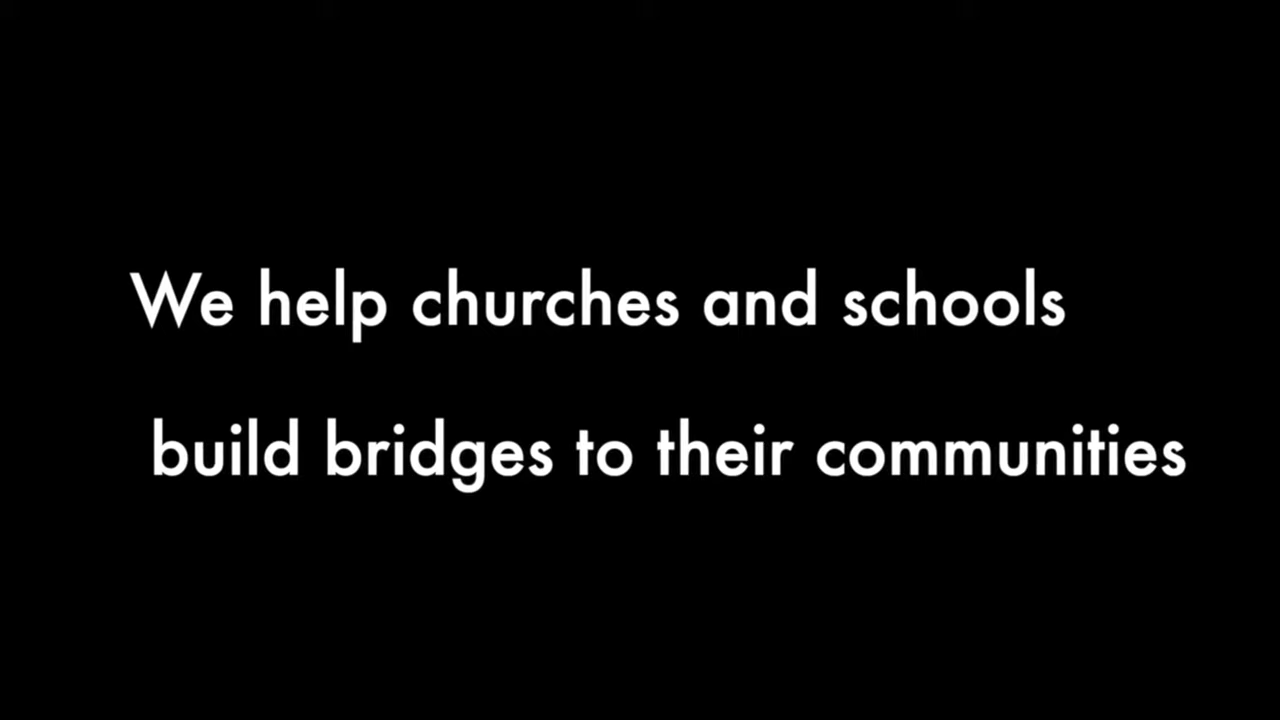 We help churches and schools
build bridges to their communities